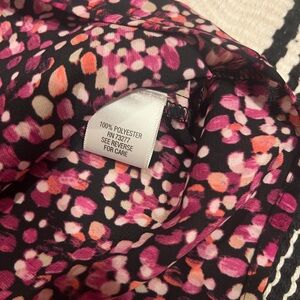 100% POLYESTER
RN 73277
SEE REVERSE
FOR CARE